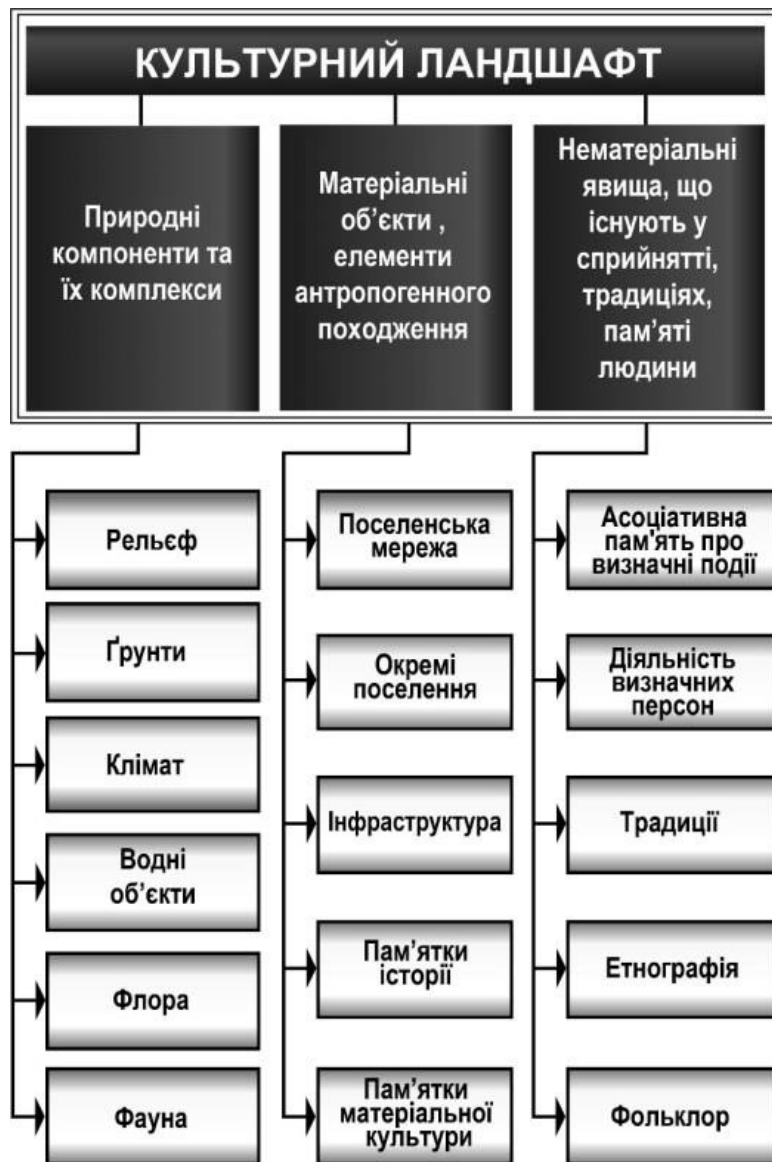 КУЛЬТУРНИЙ ЛАНДШАФТ
Природні
компоненти та
їх комплекси
Матеріальні
об’єкти ,
елементи
антропогенного
походження
Нематеріальні
явища, що
існують у
сприйнятті,
традиціях,
пам’яті
людини
Рельєф
Ґрунти
Клімат
Водні
об’єкти
Флора
Фауна
Поселенська
мережа
Окремі
поселення
Інфраструктура
Пам’ятки
історії
Пам’ятки
матеріальної
культури
Асоціативна
пам'ять про
визначні події
Діяльність
визначних
персон
Традиції
Етнографія
Фольклор